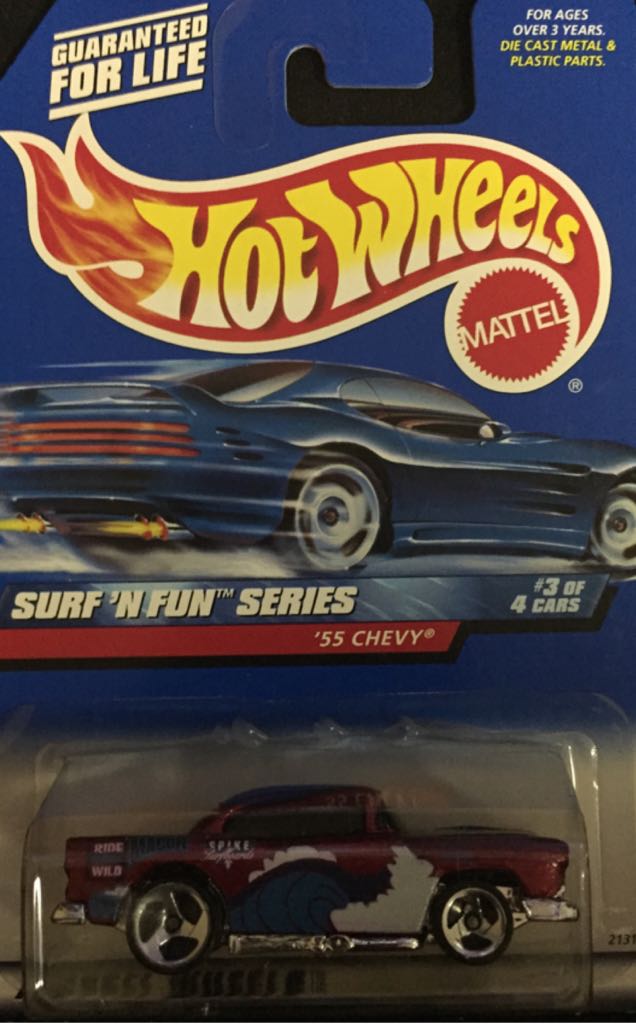 GUARANTEED
FOR LIFE
FOR AGES
OVER 3 YEARS.
DIE CAST METAL &
PLASTIC PARTS.
HOT WHEELS
MATTEL
®
SURF 'N FUN™ SERIES
#3 OF
4 CARS
'55 CHEVY®
RIDE
WILD
SPIKE
Surfboards